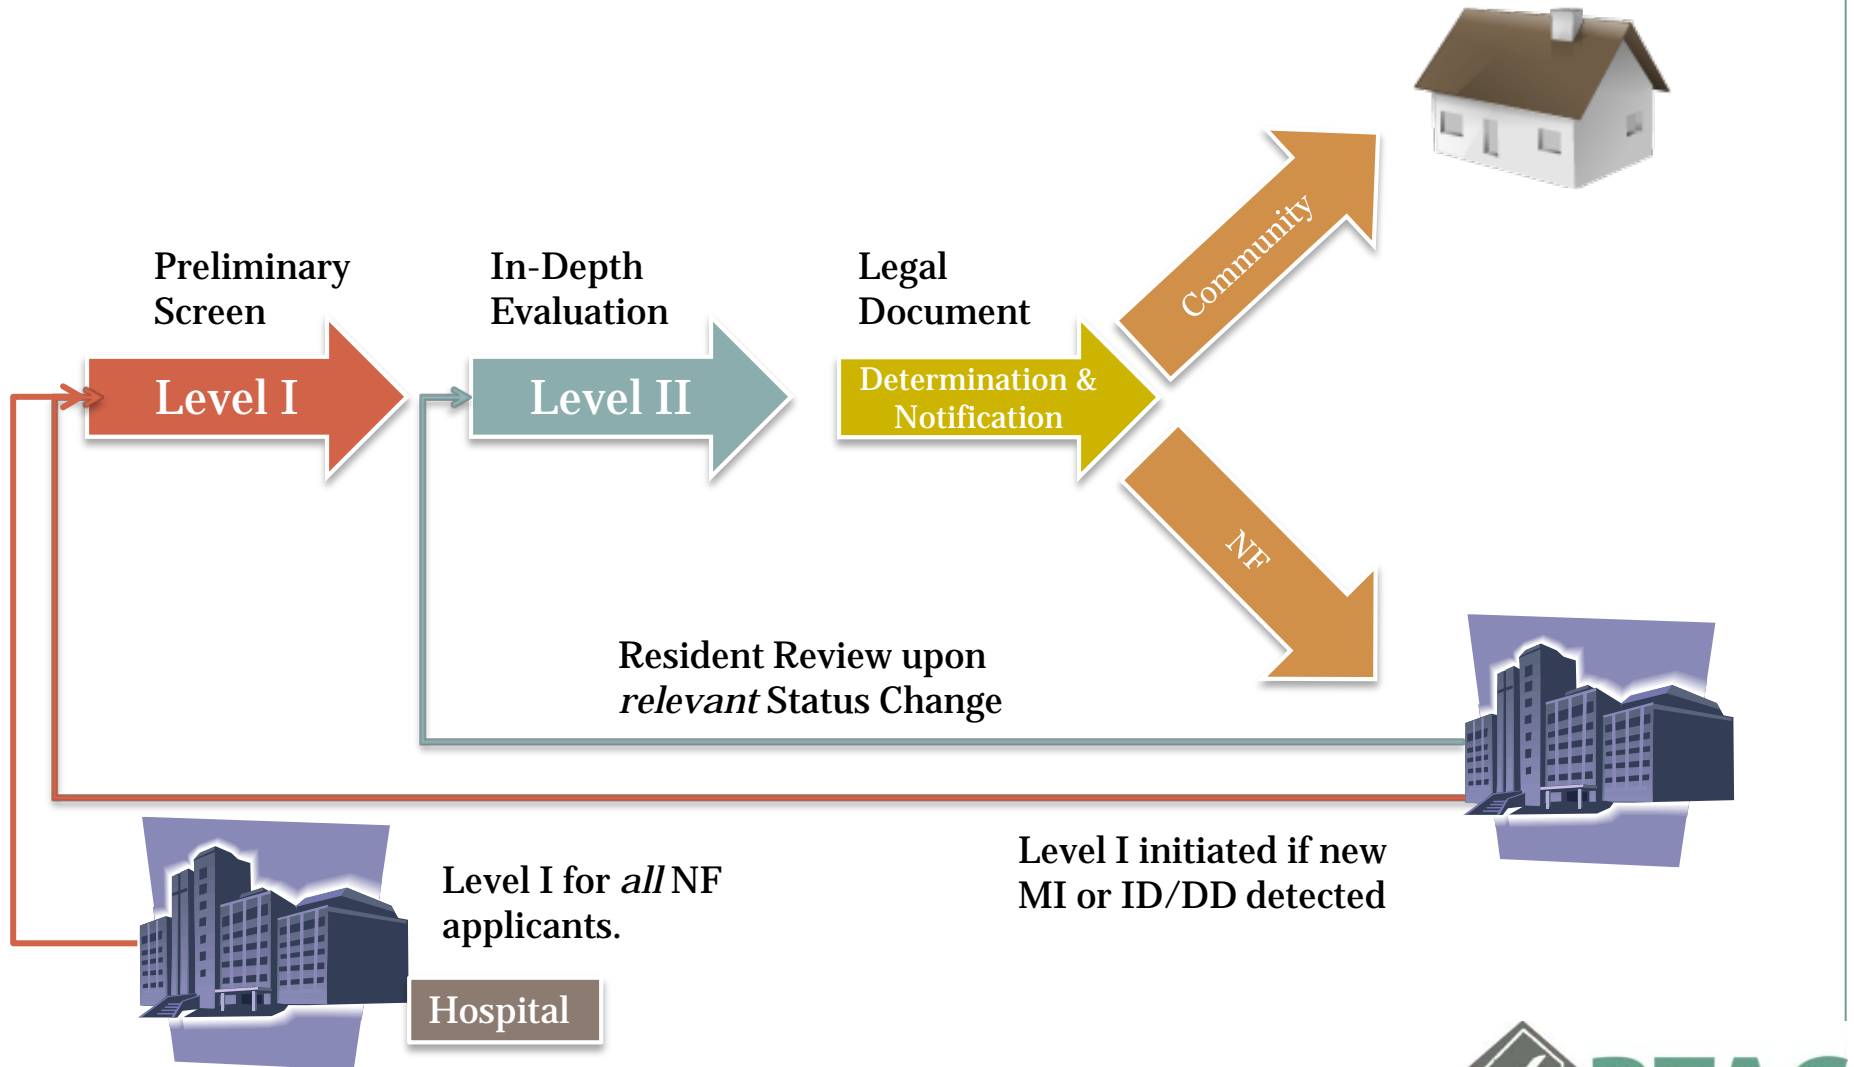 Preliminary
Screen
Level I
In-Depth
Evaluation
Level II
Legal
Document
Determination &
Notification
Community
NF
Resident Review upon
relevant Status Change
Level I initiated if new
MI or ID/DD detected
Level I for all NF
applicants.
Hospital